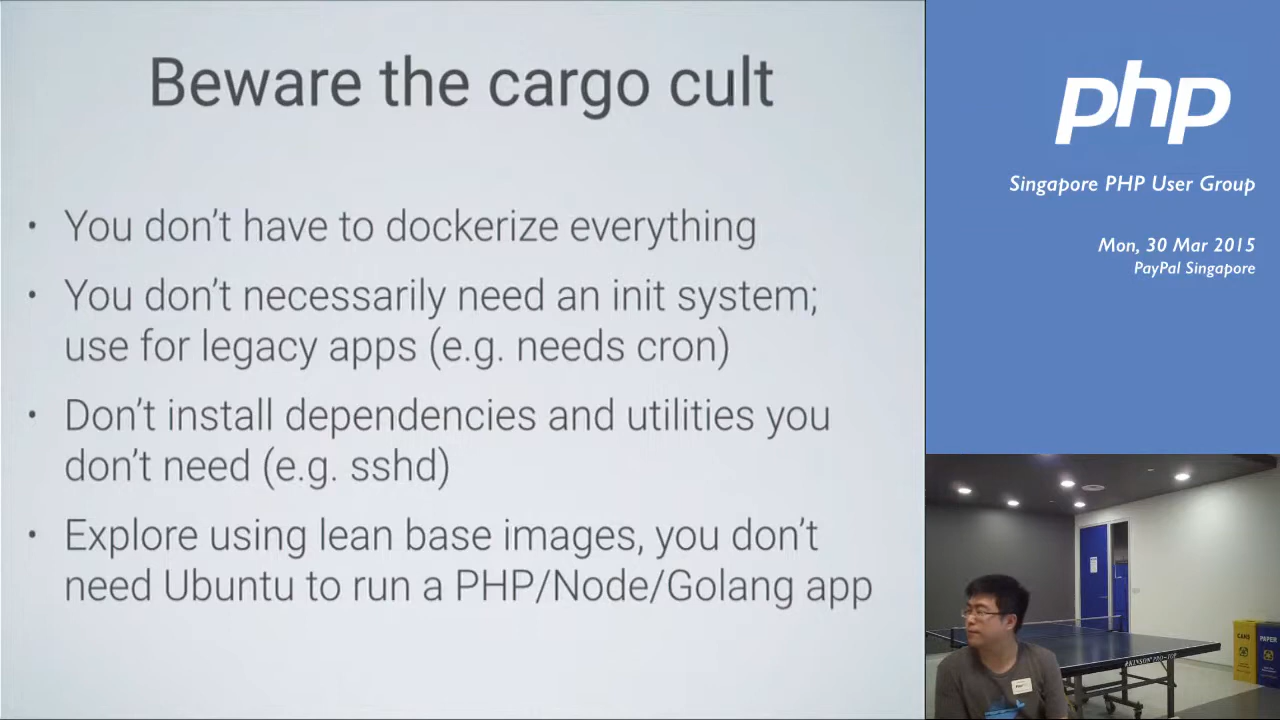 Beware the cargo cult
• You don't have to dockerize everything
• You don't necessarily need an init system;
use for legacy apps (e.g. needs cron)
• Don't install dependencies and utilities you
don't need (e.g. sshd)
• Explore using lean base images, you don't
need Ubuntu to run a PHP/Node/Golang app
php
Singapore PHP User Group
Mon, 30 Mar 2015
PayPal Singapore
CANS
PAPER